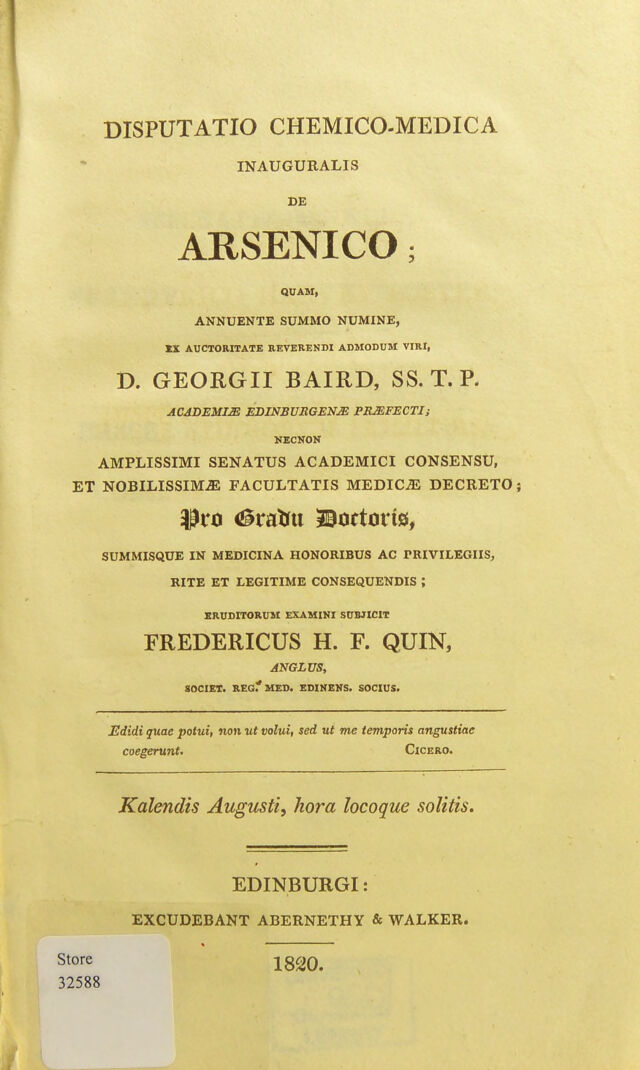 DISPUTATIO CHEMICO-MEDICA
INAUGURALIS
DE
ARSENICO;
QUAM,
ANNUENTE SUMMO NUMINE,
EX AUCTORITATE REVERENDI ADMODUM VIRI,
D. GEORGII BAIRD, SS. T. P.
ACADEMIÆ EDINBURGENÆ PRÆFECTI;
NECNON
AMPLISSIMI SENATUS ACADEMICI CONSENSU,
ET NOBILISSIMÆ FACULTATIS MEDICÆ DECRETO;
Pro Gradu Doctoris,
SUMMISQUE IN MEDICINA HONORIBUS AC PRIVILEGIIS,
RITE ET LEGITIME CONSEQUENDIS;
ERUDITORUM EXAMINI SUBJICIT
FREDERICUS H. F. QUIN,
ANGLUS,
SOCIET. REG. MED. EDINENS. SOCIUS.
Edidi quae potui, non ut volui, sed ut me temporis angustiae
coegerunt. CICERO.
Kalendis Augusti, hora locoque solitis.
EDINBURGI:
EXCUDEBANT ABERNETHY & WALKER.
1820.
Store
32588